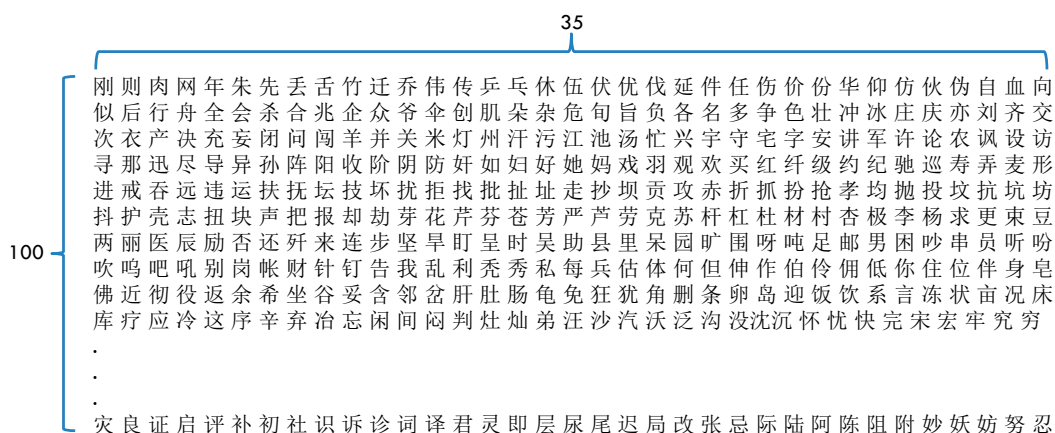 35
刚则肉网年朱先丢舌竹迁乔伟传乒乓休伍伏优伐延件任伤价份华仰仿伙伪自血向
似后行舟全会杀合兆企众爷伞创肌朵杂危旬旨负各名多争色壮冲冰庄庆亦刘齐交
次衣产决充妄闭问闯羊并关米灯州汗污江池汤忙兴宇守宅字安讲军许论农讽设访
寻那迅尽导异孙阵阳收阶阴防奸如妇好她妈戏羽观欢买红纤级约纪驰巡寿弄麦形
进戒吞远违运扶抚坛技坏扰拒找批扯址走抄坝贡攻赤折抓扮抢孝均抛投坟抗坑坊
抖护壳志扭块声把报却劫芽花芹芬苍芳严芦劳克苏杆杠杜材村杏极李杨求更束豆
两丽医辰励否还歼来连步坚旱盯呈时吴助县里呆园旷围呀吨足邮男困吵串员听吩
100
吹呜吧吼别岗帐财针钉告我乱利秃秀私每兵估体何但伸作伯伶佣低你住位伴身皂
佛近彻役返余希坐谷妥含邻岔肝肚肠龟免狂犹角删条卵岛迎饭饮系言冻状亩况床
库疗应冷这序辛弃冶忘闲间闷判灶灿弟汪沙汽沃泛沟没沈沉怀忧快完宋宏牢究穷
.
.
.
灾良证启评补初社识诉诊词译君灵即层尿尾迟局改张忌际陆阿陈阻附妙妖妨努忍